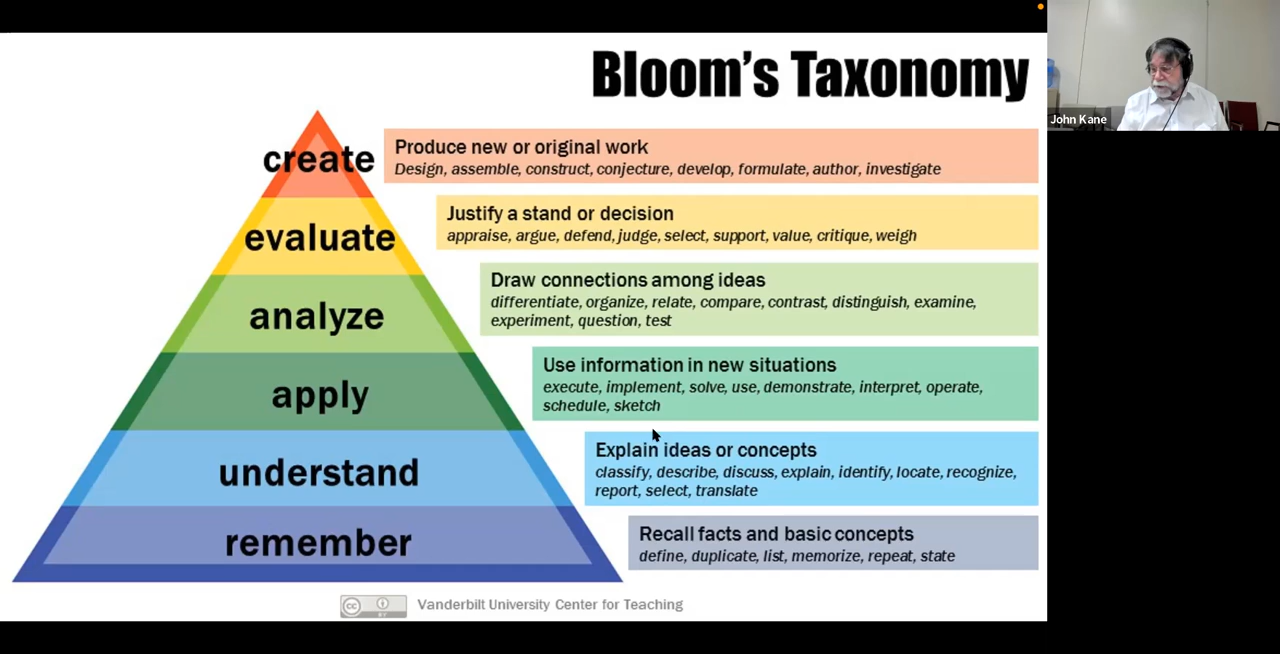 Bloom's Taxonomy
John Kane
create
Produce new or original work
Design, assemble, construct, conjecture, develop, formulate, author, investigate
evaluate
Justify a stand or decision
appraise, argue, defend, judge, select, support, value, critique, weigh
analyze
Draw connections among ideas
differentiate, organize, relate, compare, contrast, distinguish, examine,
experiment, question, test
apply
Use information in new situations
execute, implement, solve, use, demonstrate, interpret, operate,
schedule, sketch
understand
Explain ideas or concepts
classify, describe, discuss, explain, identify, locate, recognize,
report, select, translate
remember
Recall facts and basic concepts
define, duplicate, list, memorize, repeat, state
cc BY
Vanderbilt University Center for Teaching